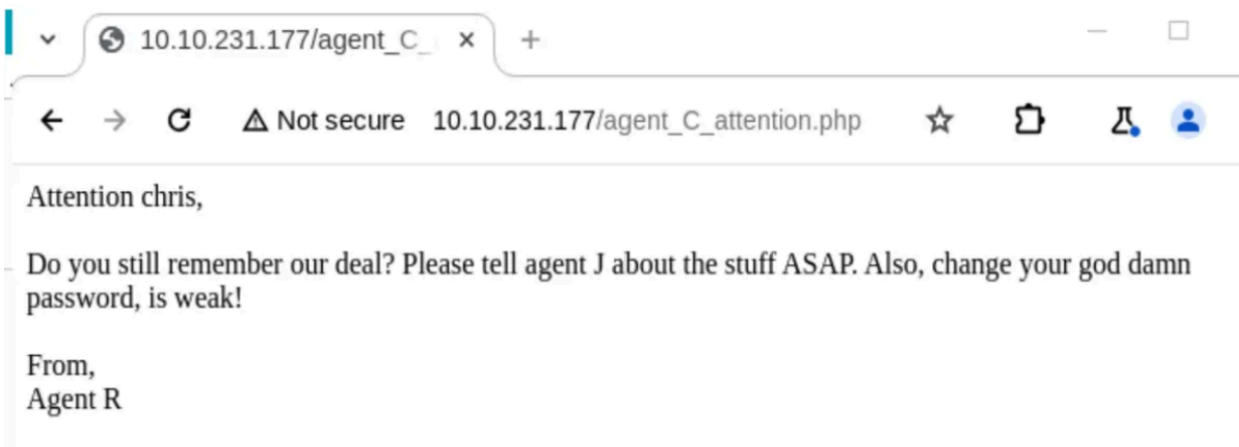 10.10.231.177/agent_C_
Not secure 10.10.231.177/agent_C_attention.php
Attention chris,
Do you still remember our deal? Please tell agent J about the stuff ASAP. Also, change your god damn
password, is weak!
From,
Agent R